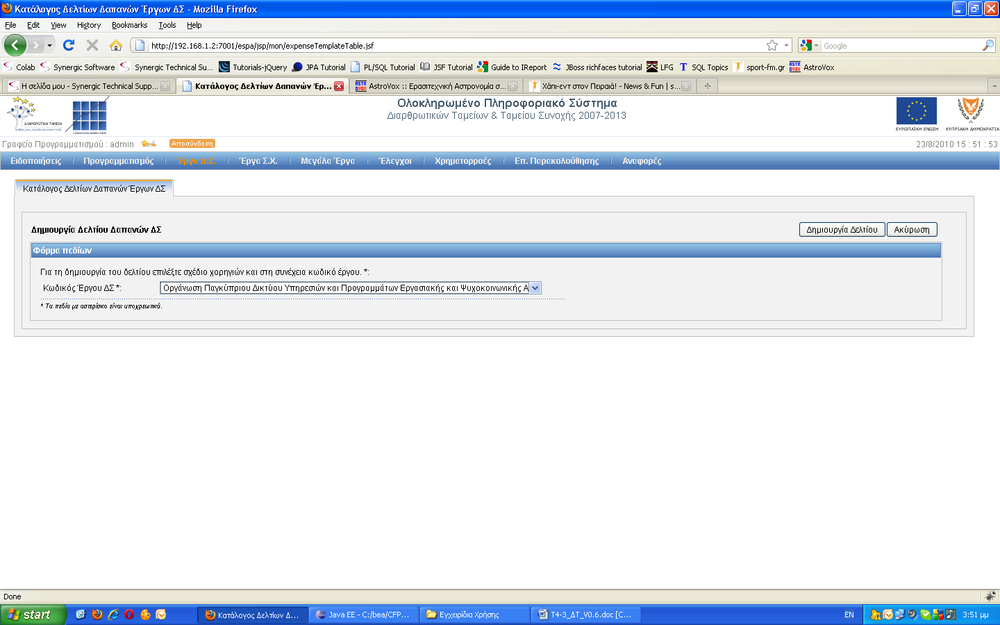 Κατάλογος Δελτίων Δαπανών Έργων ΔΣ - Mozilla Firefox
File Edit View History Bookmarks Tools Help
http://192.168.1.2:7001/espa/jsp/mon/expenseTemplateTable.jsf Google
Colab Synergic Software Synergic Technical Su... Tutorials-jQuery JPA Tutorial PL/SQL Tutorial JSF Tutorial Guide to IReport JBoss richfaces tutorial LFG SQL Topics sport-fm.gr AstroVox
Η σελίδα μου - Synergic Technical Supp... Κατάλογος Δελτίων Δαπανών Έρ... AstroVox :: Ερασιτεχνική Αστρονομία σ... Χάπι-εντ στον Πειραιά! - News & Fun | s...
Ολοκληρωμένο Πληροφοριακό Σύστημα
Διαρθρωτικών Ταμείων & Ταμείου Συνοχής 2007-2013
ΔΙΑΡΘΡΩΤΙΚΑ ΤΑΜΕΙΑ
ΕΥΡΩΠΑΪΚΗ ΕΝΩΣΗ ΚΥΠΡΙΑΚΗ ΔΗΜΟΚΡΑΤΙΑ
Γραφείο Προγραμματισμού : admin Αποσύνδεση 23/8/2010 15 : 51 : 53
Ειδοποιήσεις Προγραμματισμός Έργα Δ.Σ. Έργα Σ.Χ. Μεγάλα Έργα Έλεγχοι Χρηματορροές Επ. Παρακολούθησης Αναφορές
Κατάλογος Δελτίων Δαπανών Έργων ΔΣ
Δημιουργία Δελτίου Δαπανών ΔΣ Δημιουργία Δελτίου Ακύρωση
Φόρμα πεδίων
Για τη δημιουργία του δελτίου επιλέξτε σχέδιο χορηγιών και στη συνέχεια κωδικό έργου. *:
Κωδικός Έργου ΔΣ *: Οργάνωση Παγκύπριου Δικτύου Υπηρεσιών και Προγραμμάτων Εργασιακής και Ψυχοκοινωνικής Α
* Τα πεδία με αστερίσκο είναι υποχρεωτικά.
Done
start Κατάλογος Δελτίων Δ... Java EE - C:/bea/CFP... Εγχειρίδια Χρήσης T4-3_ΔΤ_V0.6.doc [C... EN 3:51 μμ